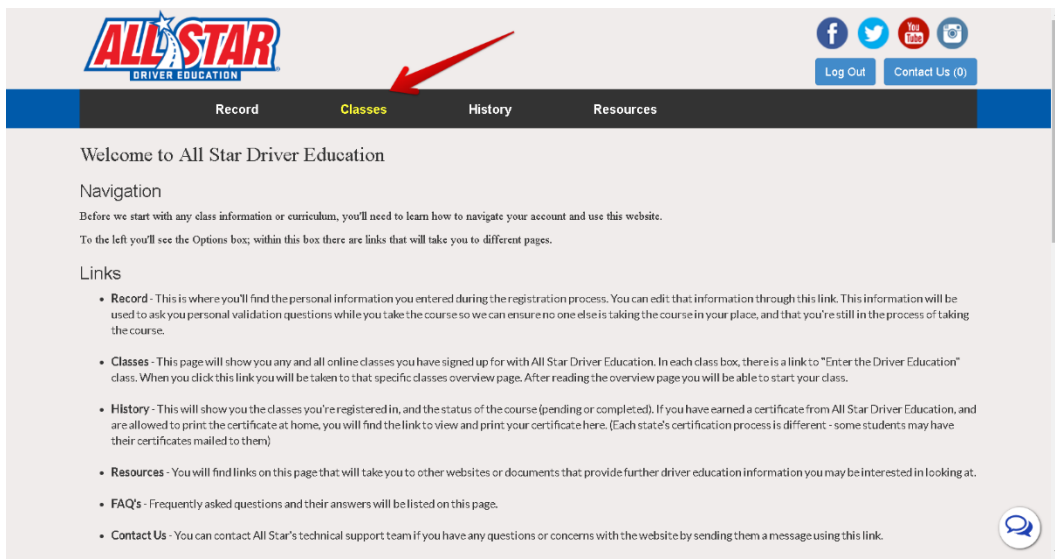 ALL STAR
DRIVER EDUCATION
You
Tube
Log Out
Contact Us (0)
Record
Classes
History
Resources
Welcome to All Star Driver Education
Navigation
Before we start with any class information or curriculum, you'll need to learn how to navigate your account and use this website.
To the left you'll see the Options box; within this box there are links that will take you to different pages.
Links
• Record - This is where you'll find the personal information you entered during the registration process. You can edit that information through this link. This information will be
used to ask you personal validation questions while you take the course so we can ensure no one else is taking the course in your place, and that you're still in the process of taking
the course.
• Classes - This page will show you any and all online classes you have signed up for with All Star Driver Education. In each class box, there is a link to "Enter the Driver Education"
class. When you click this link you will be taken to that specific classes overview page. After reading the overview page you will be able to start your class.
• History - This will show you the classes you're registered in, and the status of the course (pending or completed). If you have earned a certificate from All Star Driver Education, and
are allowed to print the certificate at home, you will find the link to view and print your certificate here. (Each state's certification process is different - some students may have
their certificates mailed to them)
• Resources - You will find links on this page that will take you to other websites or documents that provide further driver education information you may be interested in looking at.
• FAQ's - Frequently asked questions and their answers will be listed on this page.
• Contact Us - You can contact All Star's technical support team if you have any questions or concerns with the website by sending them a message using this link.